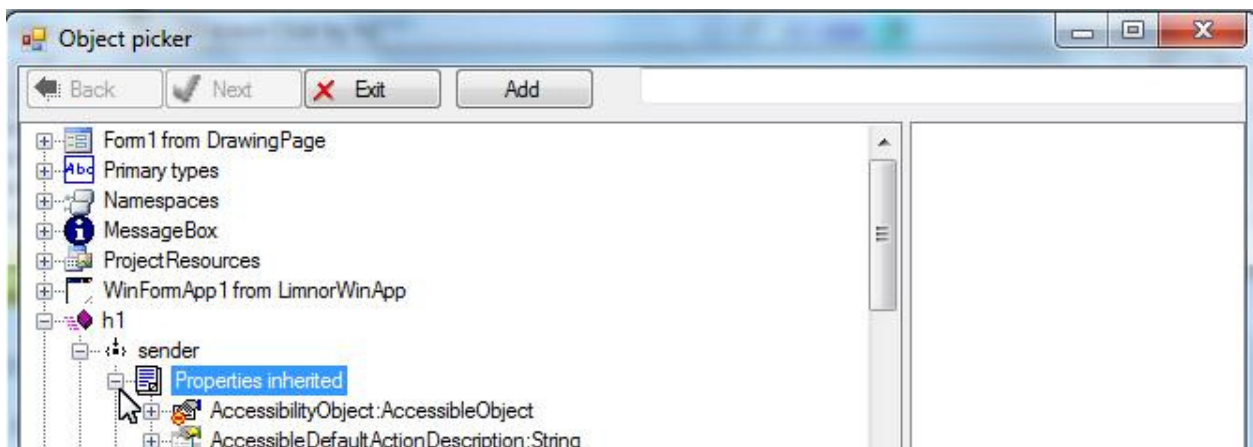 Object picker
Back Next Exit Add
Form1 from DrawingPage
Abc Primary types
Namespaces
MessageBox
ProjectResources
WinFormApp1 from LimnorWinApp
h1
sender
Properties inherited
AccessibilityObject:AccessibleObject
AccessibleDefaultActionDescription:String